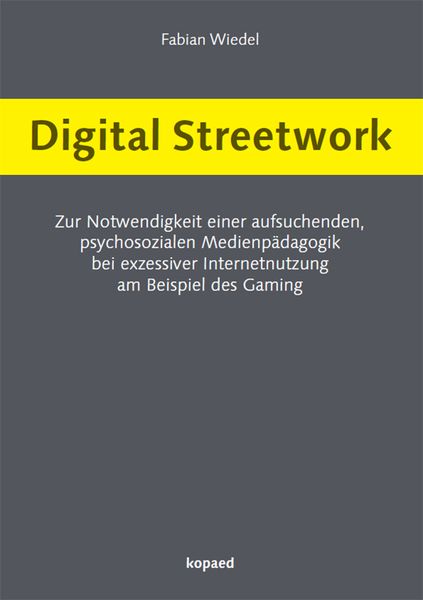 Fabian Wiedel
Digital Streetwork
Zur Notwendigkeit einer aufsuchenden,
psychosozialen Medienpädagogik
bei exzessiver Internetnutzung
am Beispiel des Gaming
kopaed